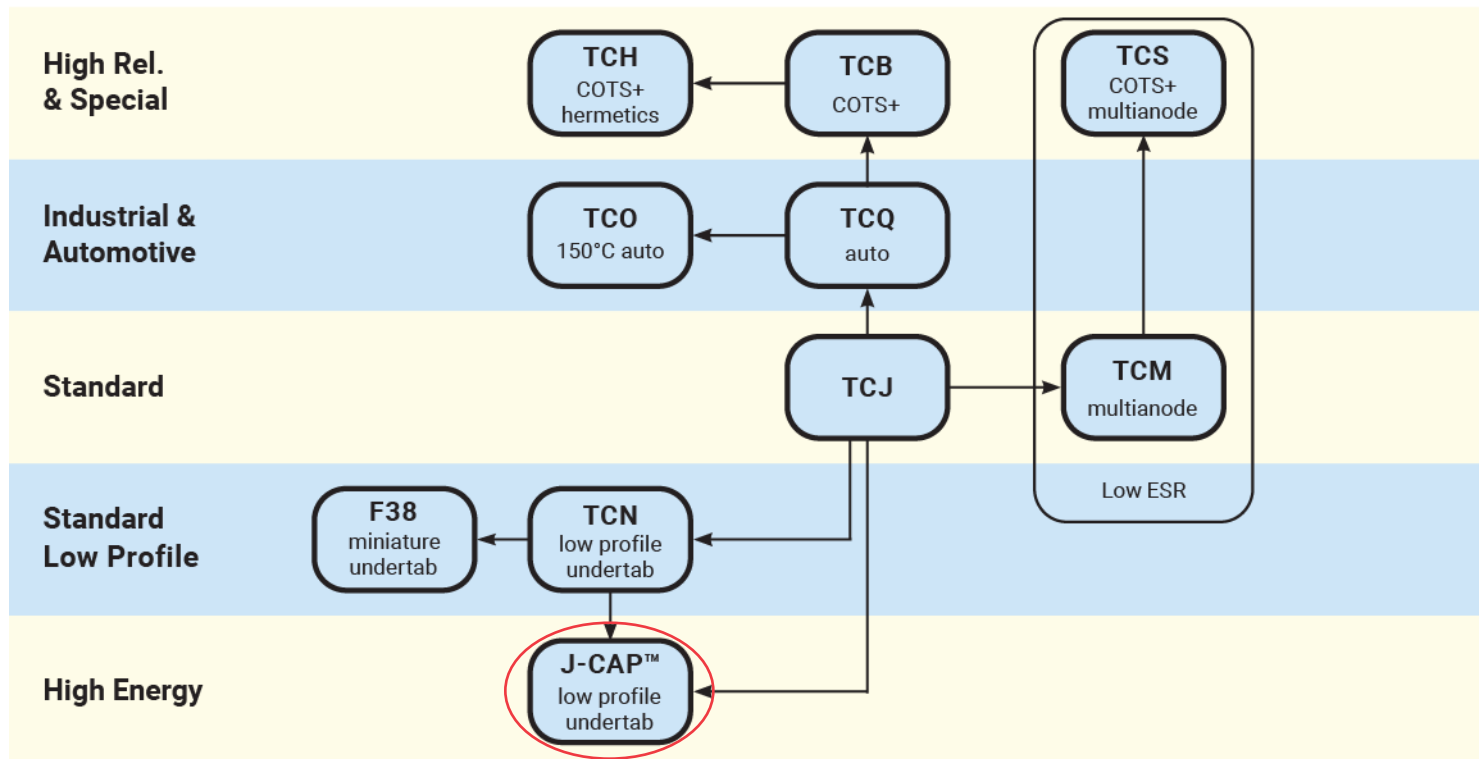 High Rel.
& Special
TCH
COTS+
hermetics
TCB
COTS+
TCS
COTS+
multianode
Industrial &
Automotive
TCO
150°C auto
TCQ
auto
Standard
TCJ
TCM
multianode
Low ESR
Standard
Low Profile
F38
miniature
undertab
TCN
low profile
undertab
High Energy
J-CAP™
low profile
undertab